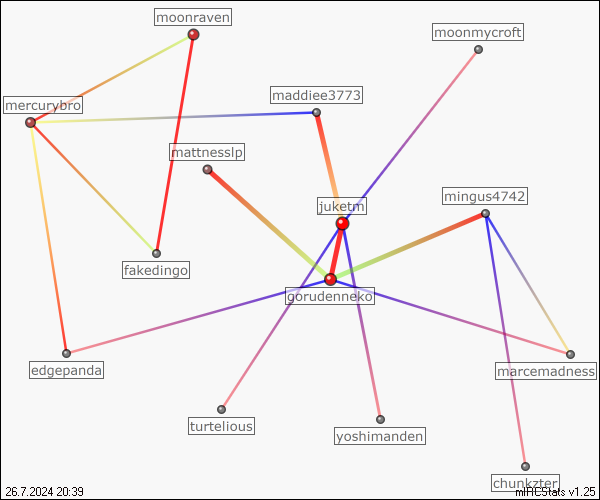 moonraven
moonmycroft
maddiee3773
mercurybro
mattnesslp
mingus4742
juketm
fakedingo
gorudenneko
edgepanda
marcemadness
turtelious
yoshimanden
chunkzter
26.7.2024 20:39
mIRCStats v1.25